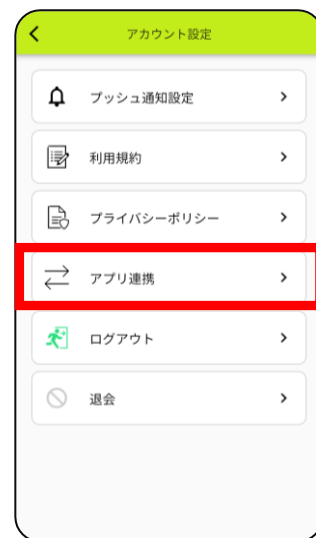 アカウント設定
プッシュ通知設定
利用規約
プライバシーポリシー
アプリ連携
ログアウト
退会